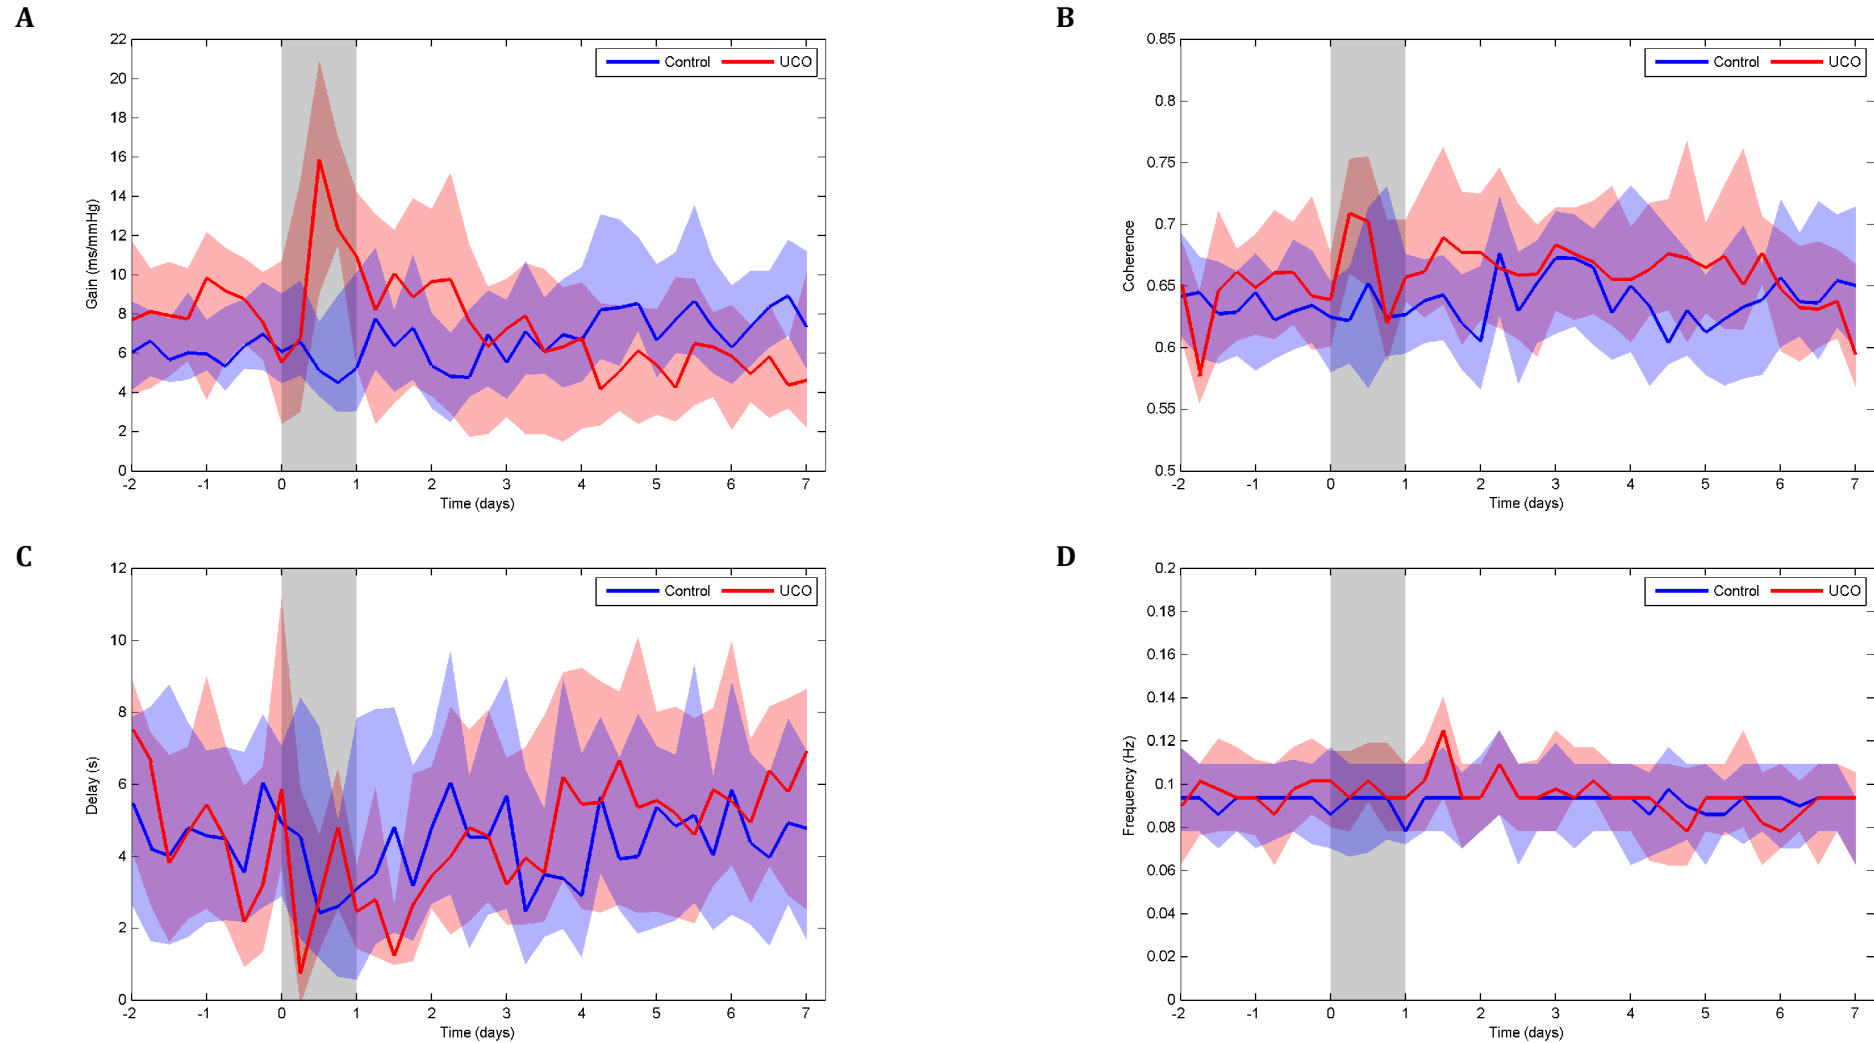 A
B
22
20
18
16
14
12
10
8
6
4
2
0
Gain (ms/mmHg)
Control UCO
-2 -1 0 1 2 3 4 5 6 7
Time (days)
0.85
0.8
0.75
0.7
0.65
0.6
0.55
0.5
Coherence
Control UCO
-2 -1 0 1 2 3 4 5 6 7
Time (days)
C
D
12
10
8
6
4
2
0
Delay (s)
Control UCO
-2 -1 0 1 2 3 4 5 6 7
Time (days)
0.2
0.18
0.16
0.14
0.12
0.1
0.08
0.06
0.04
0.02
0
Frequency (Hz)
Control UCO
-2 -1 0 1 2 3 4 5 6 7
Time (days)